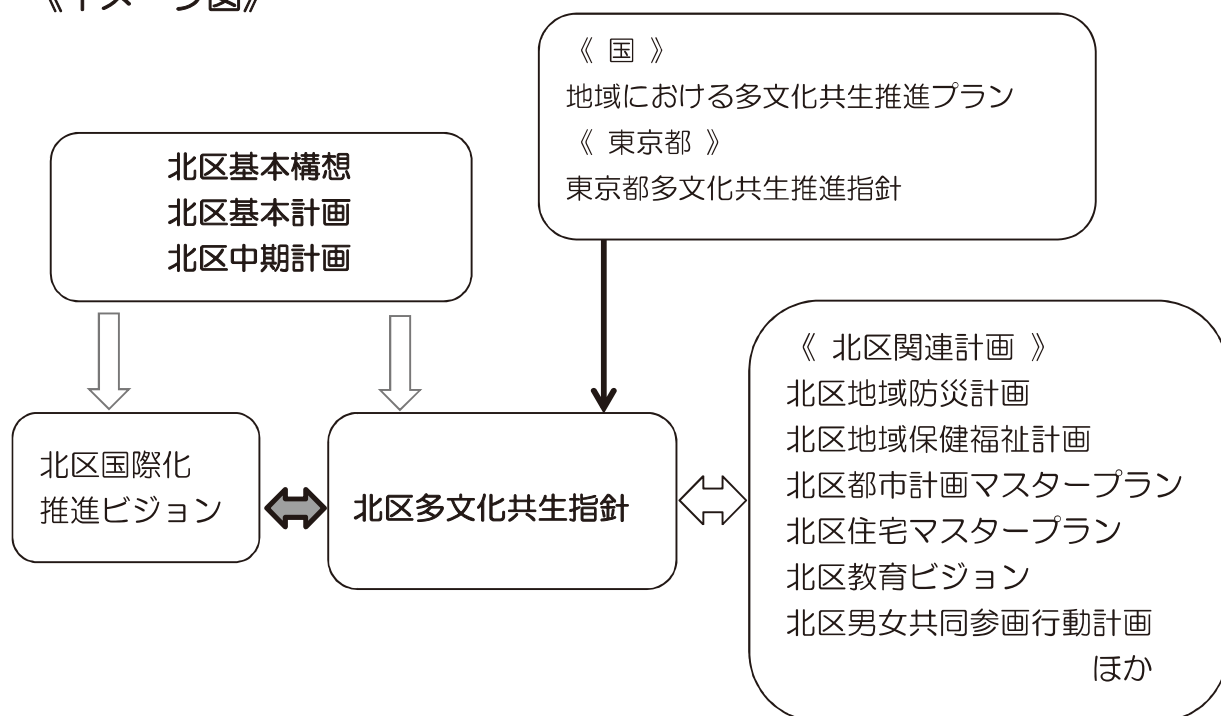 《イメージ図》
《 国 》
地域における多文化共生推進プラン
《 東京都 》
東京都多文化共生推進指針
北区基本構想
北区基本計画
北区中期計画
北区国際化
推進ビジョン
北区多文化共生指針
《 北区関連計画 》
北区地域防災計画
北区地域保健福祉計画
北区都市計画マスタープラン
北区住宅マスタープラン
北区教育ビジョン
北区男女共同参画行動計画
ほか